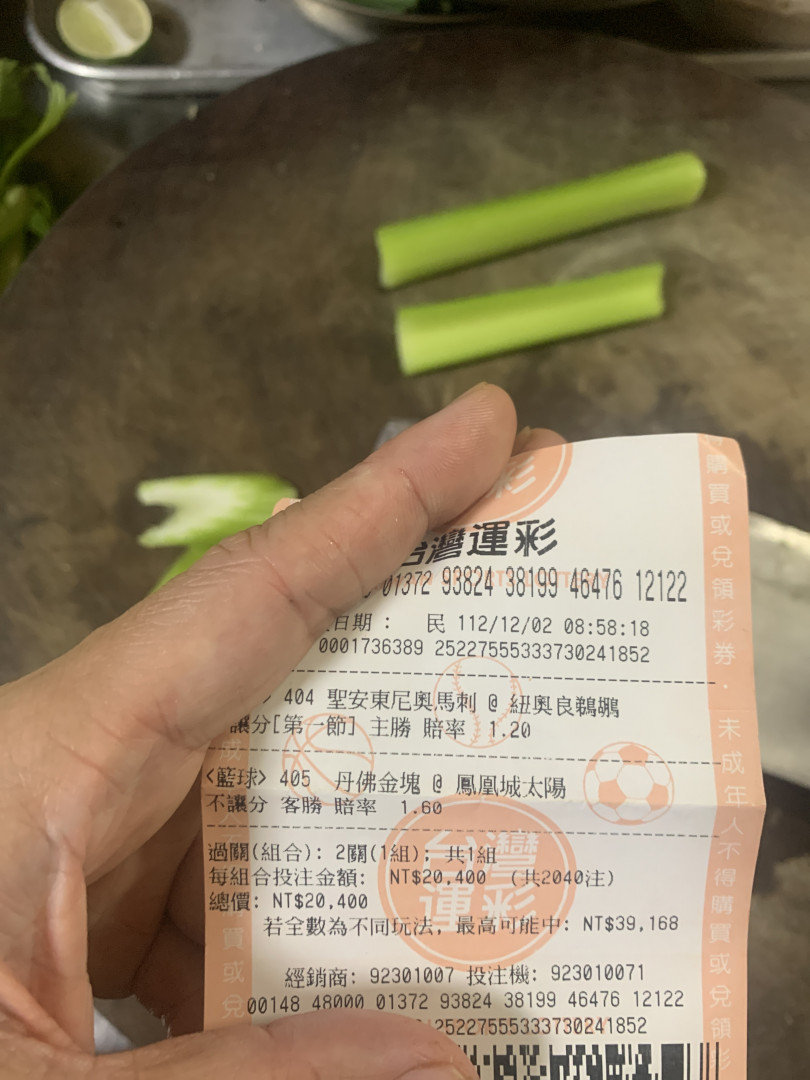 台灣運彩
01372 93824 38199 46476 12122
日期: 民 112/12/02 08:58:18
0001736389 25227555333730241852
404 聖安東尼奧馬刺 @ 紐奧良鵜鶘
讓分[第一節] 主勝 賠率 1.20
<籃球> 405 丹佛金塊 @ 鳳凰城太陽
不讓分 客勝 賠率 1.60
過關(組合): 2關(1組); 共1組
每組合投注金額: NT$20,400 (共2040注)
總價: NT$20,400
若全數為不同玩法, 最高可能中: NT$39,168
經銷商: 92301007 投注機: 923010071
00148 48000 01372 93824 38199 46476 12122
25227555333730241852
台灣運彩
購買或兌領彩券．未成年人不得購買或兌領彩
買或兌